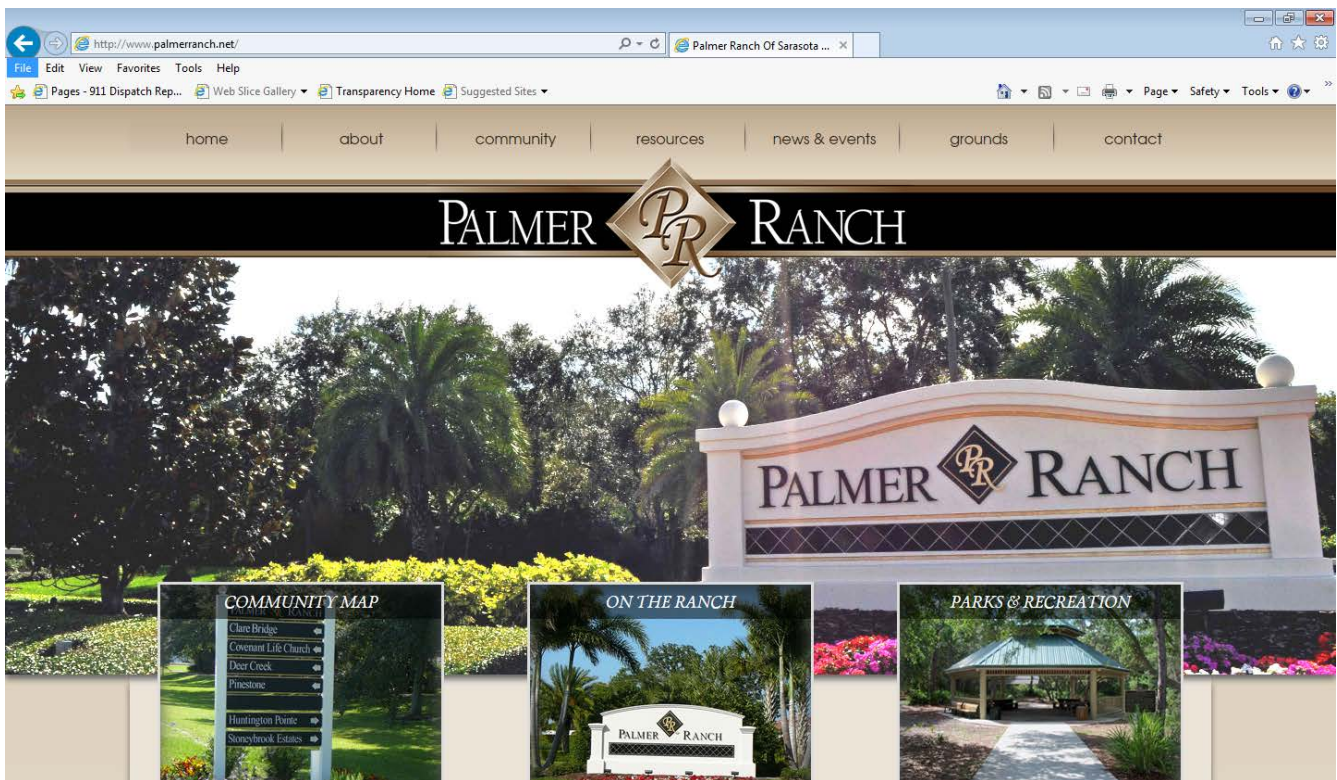 http://www.palmerranch.net/
Palmer Ranch Of Sarasota ...
File Edit View Favorites Tools Help
Pages - 911 Dispatch Rep... Web Slice Gallery Transparency Home Suggested Sites Page Safety Tools
home about community resources news & events grounds contact
PALMER PR RANCH
PALMER PR RANCH
COMMUNITY MAP ON THE RANCH PARKS & RECREATION
PALMER RANCH
Clare Bridge
Covenant Life Church
Deer Creek
Pinestone
Huntington Pointe
Stoneybrook Estates
PALMER PR RANCH